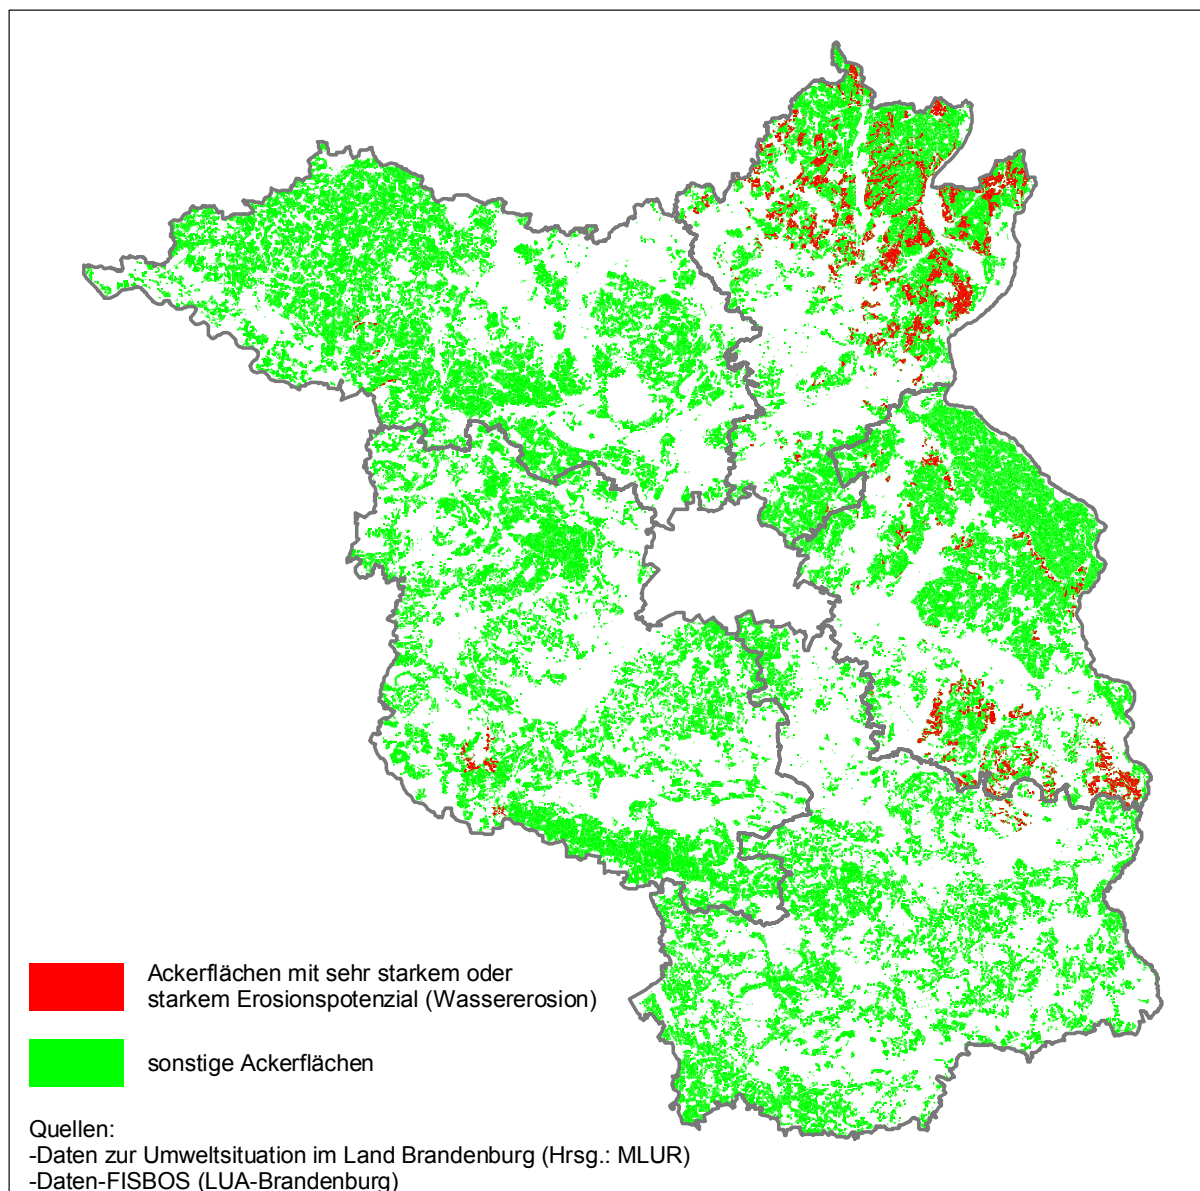 Ackerflächen mit sehr starkem oder
starkem Erosionspotenzial (Wassererosion)
sonstige Ackerflächen
Quellen:
-Daten zur Umweltsituation im Land Brandenburg (Hrsg.: MLUR)
-Daten-FISBOS (LUA-Brandenburg)